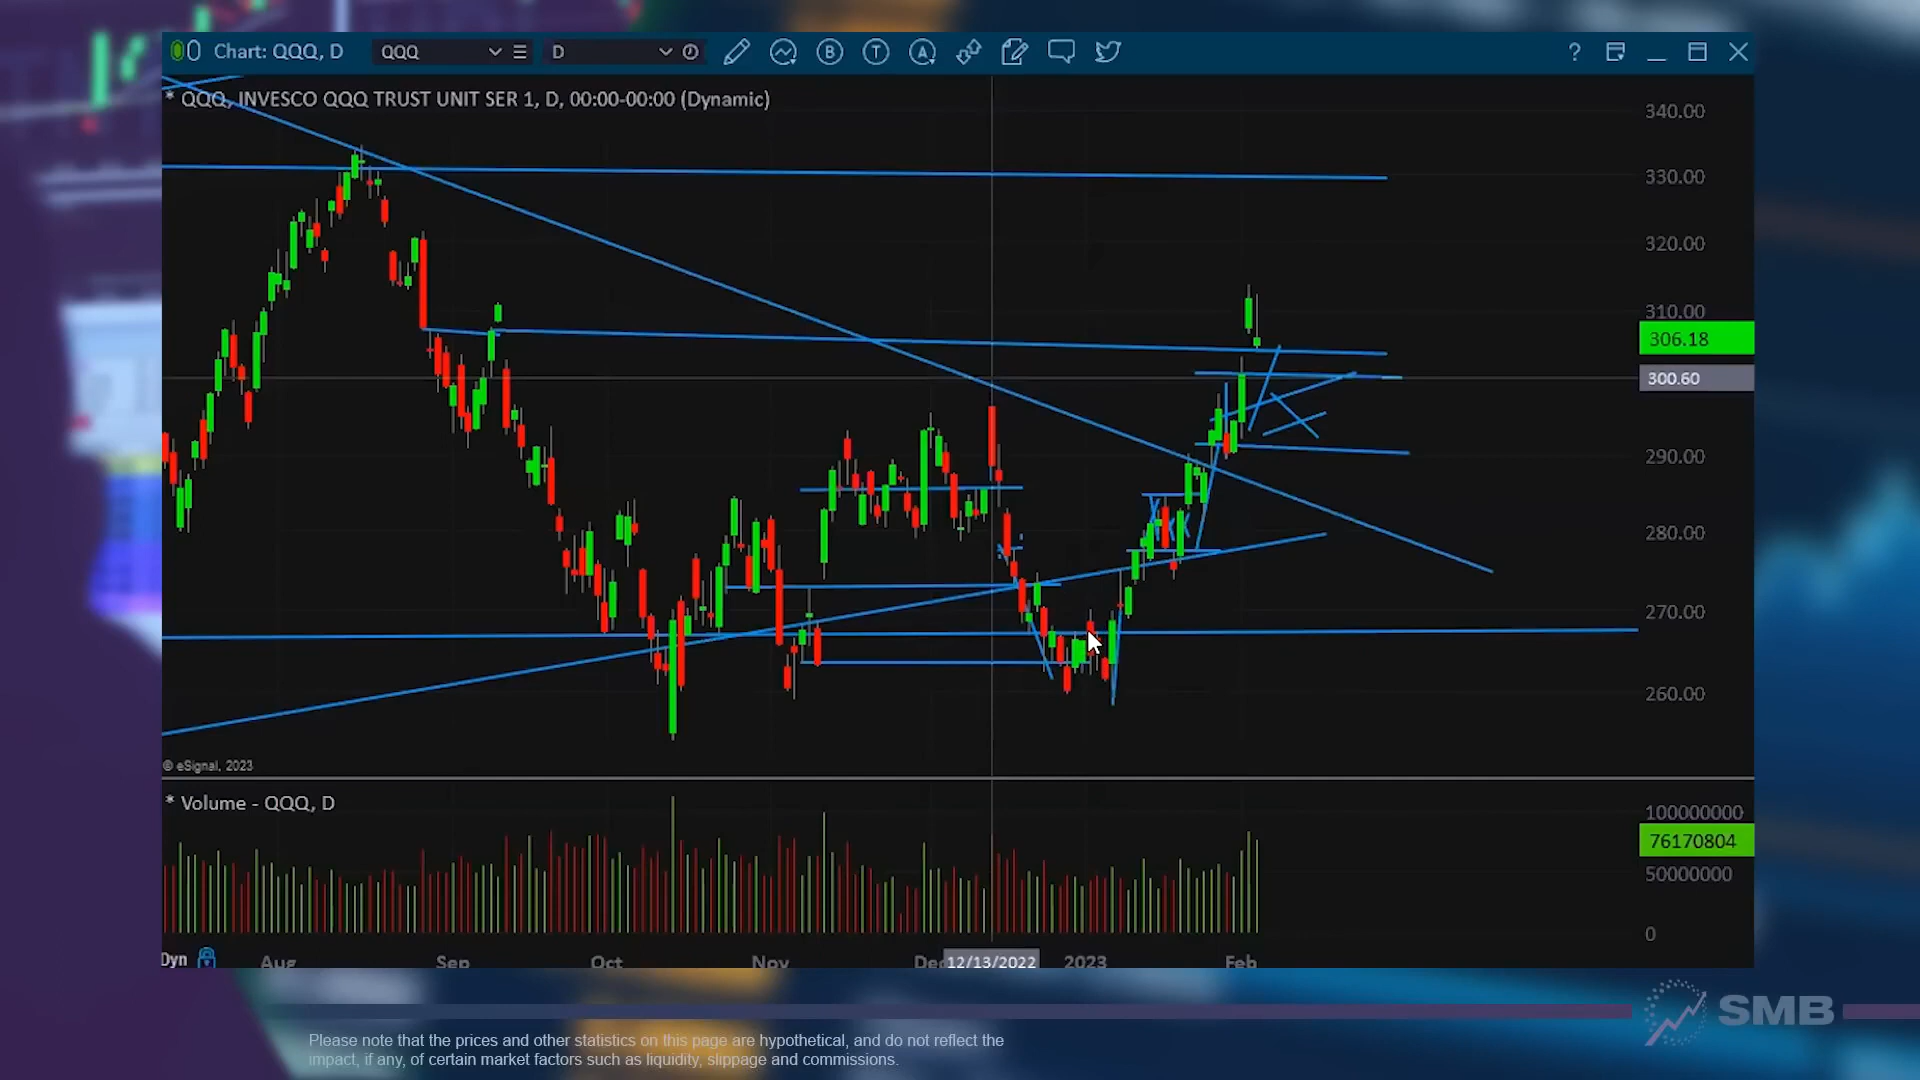 Chart: QQQ, D
QQQ
D
B
T
A
?
* QQQ, INVESCO QQQ TRUST UNIT SER 1, D, 00:00-00:00 (Dynamic)
340.00
330.00
320.00
310.00
306.18
300.60
290.00
280.00
270.00
260.00
© eSignal, 2023
* Volume - QQQ, D
100000000
76170804
50000000
0
Dyn
Aug
Sep
Oct
Nov
Dec
12/13/2022
2023
Feb
SMB
Please note that the prices and other statistics on this page are hypothetical, and do not reflect the
impact, if any, of certain market factors such as liquidity, slippage and commissions.